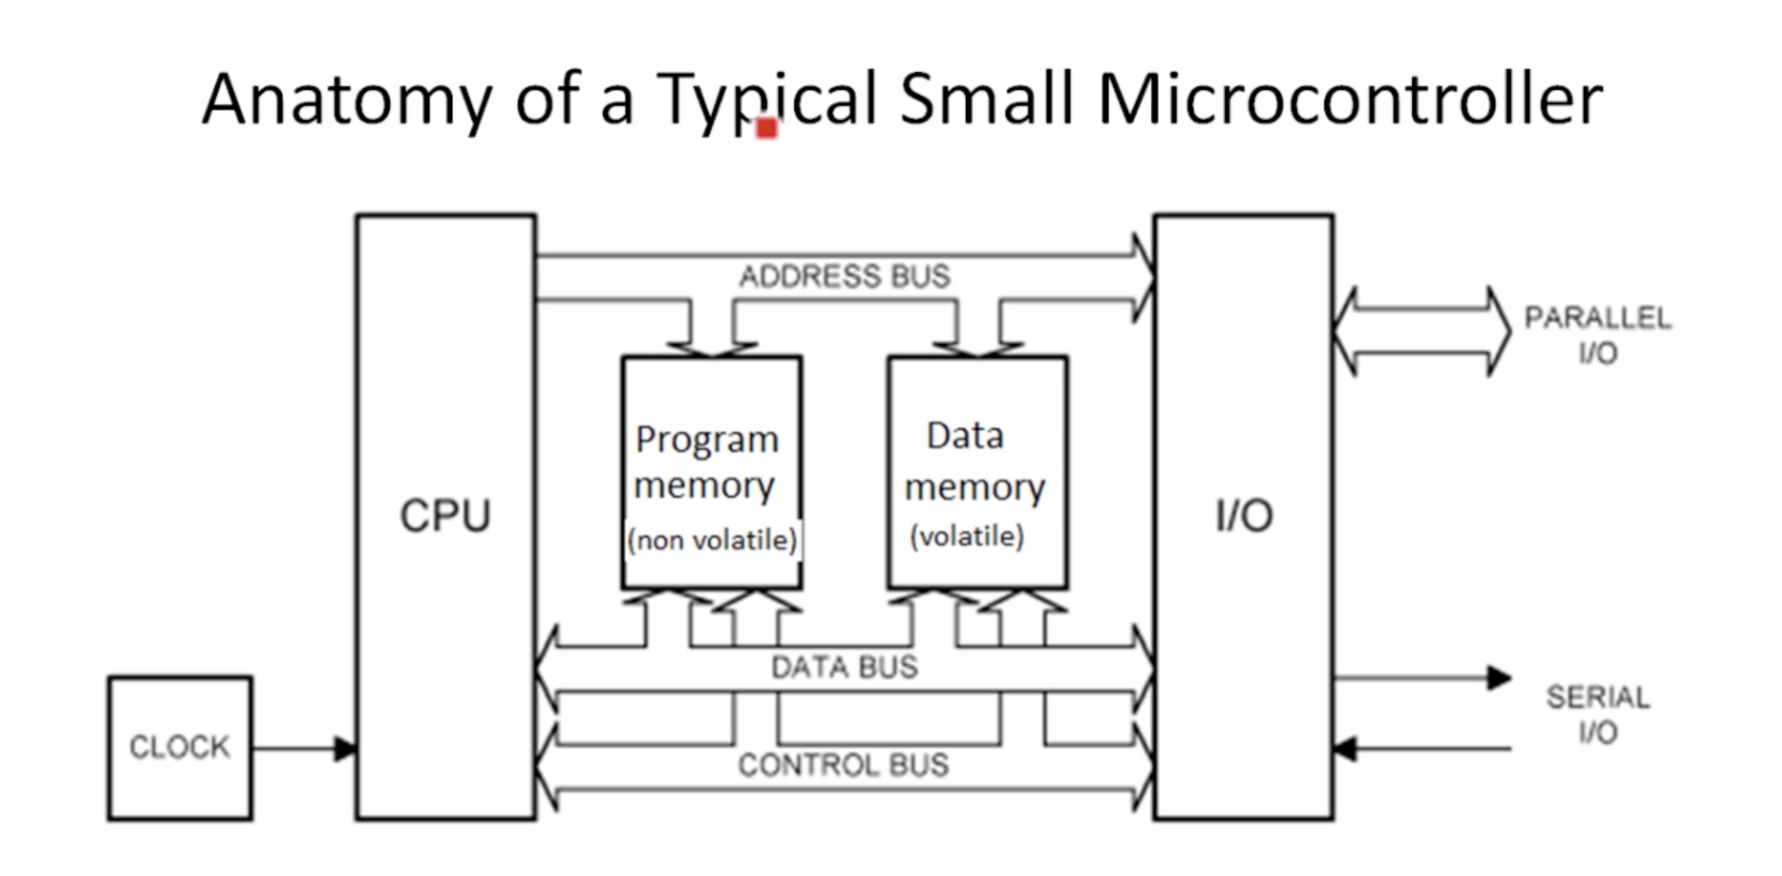 Anatomy of a Typical Small Microcontroller
ADDRESS BUS
PARALLEL
I/O
Program
memory
(non volatile)
Data
memory
(volatile)
CPU
I/O
DATA BUS
CLOCK
CONTROL BUS
SERIAL
I/O